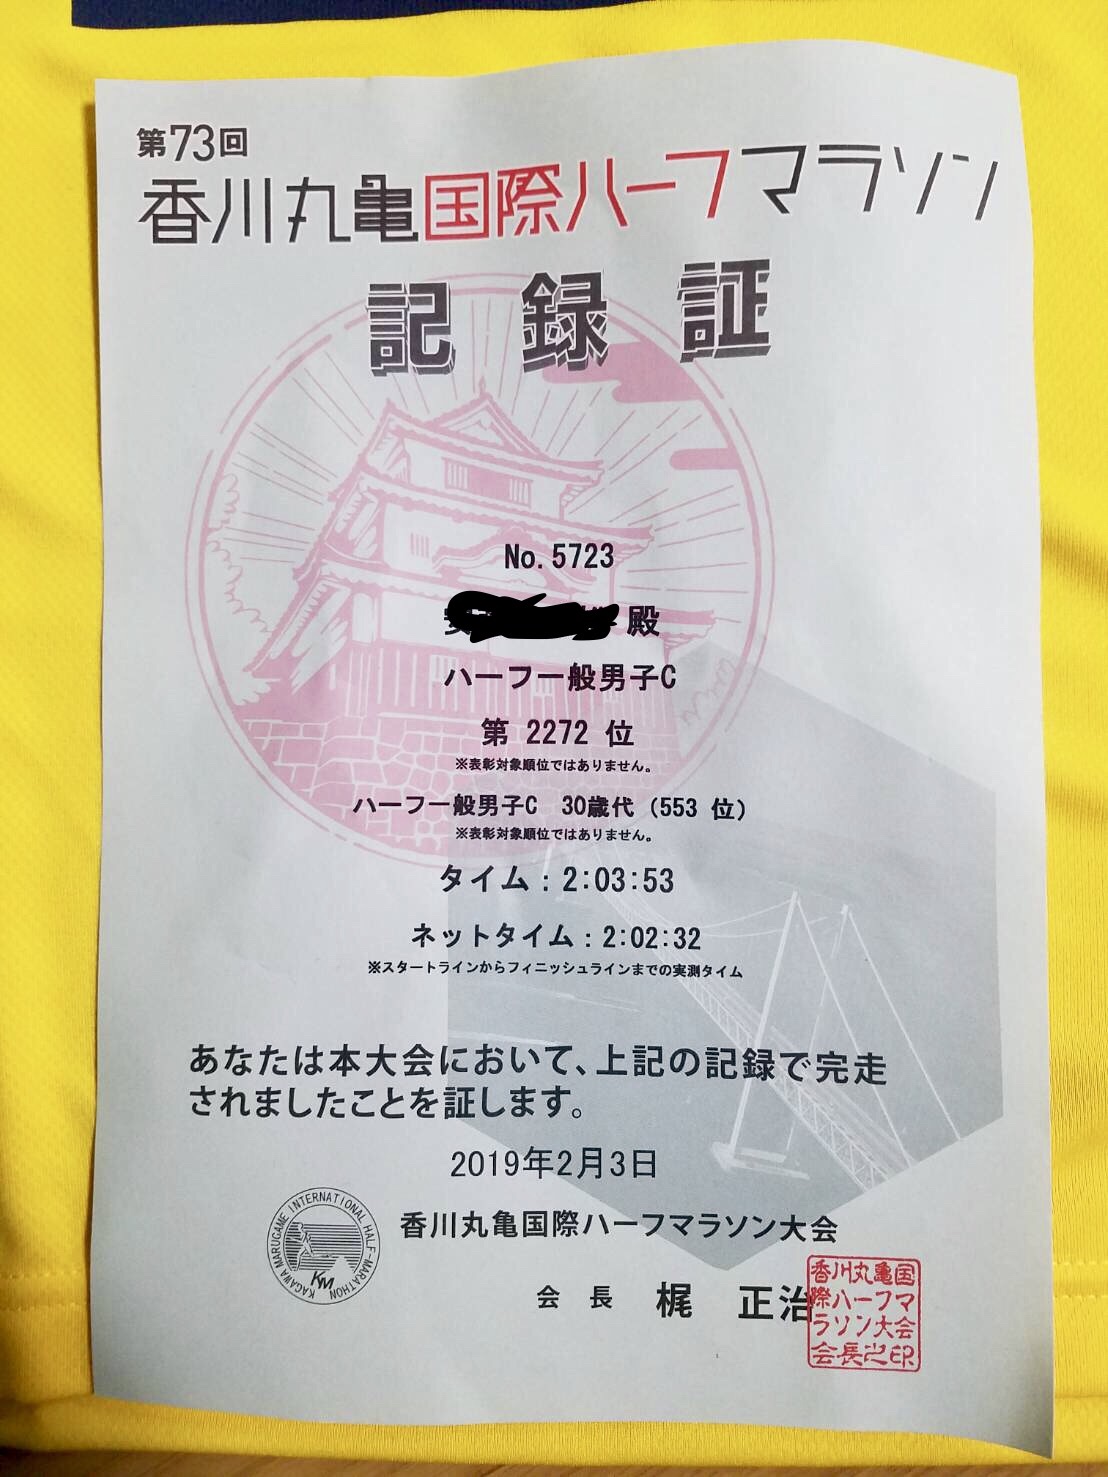 第73回
香川丸亀国際ハーフマラソン
記録証
No. 5723
殿
ハーフ一般男子C
第 2272 位
※表彰対象順位ではありません。
ハーフ一般男子C 30歳代 (553 位)
※表彰対象順位ではありません。
タイム : 2:03:53
ネットタイム : 2:02:32
※スタートラインからフィニッシュラインまでの実測タイム
あなたは本大会において、上記の記録で完走
されましたことを証します。
2019年2月3日
KAGAWA MARUGAME INTERNATIONAL HALF-MARATHON
KM
香川丸亀国際ハーフマラソン大会
会長 梶 正治
香川丸亀国
際ハーフマ
ラソン大会
会長之印